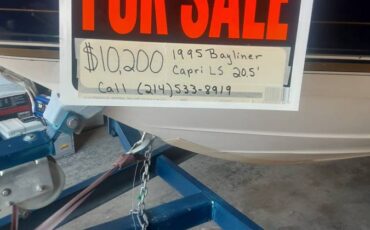 FOR SALE
$10,200 1995 Bayliner
Capri LS 20.5'
Call (214)533-8919